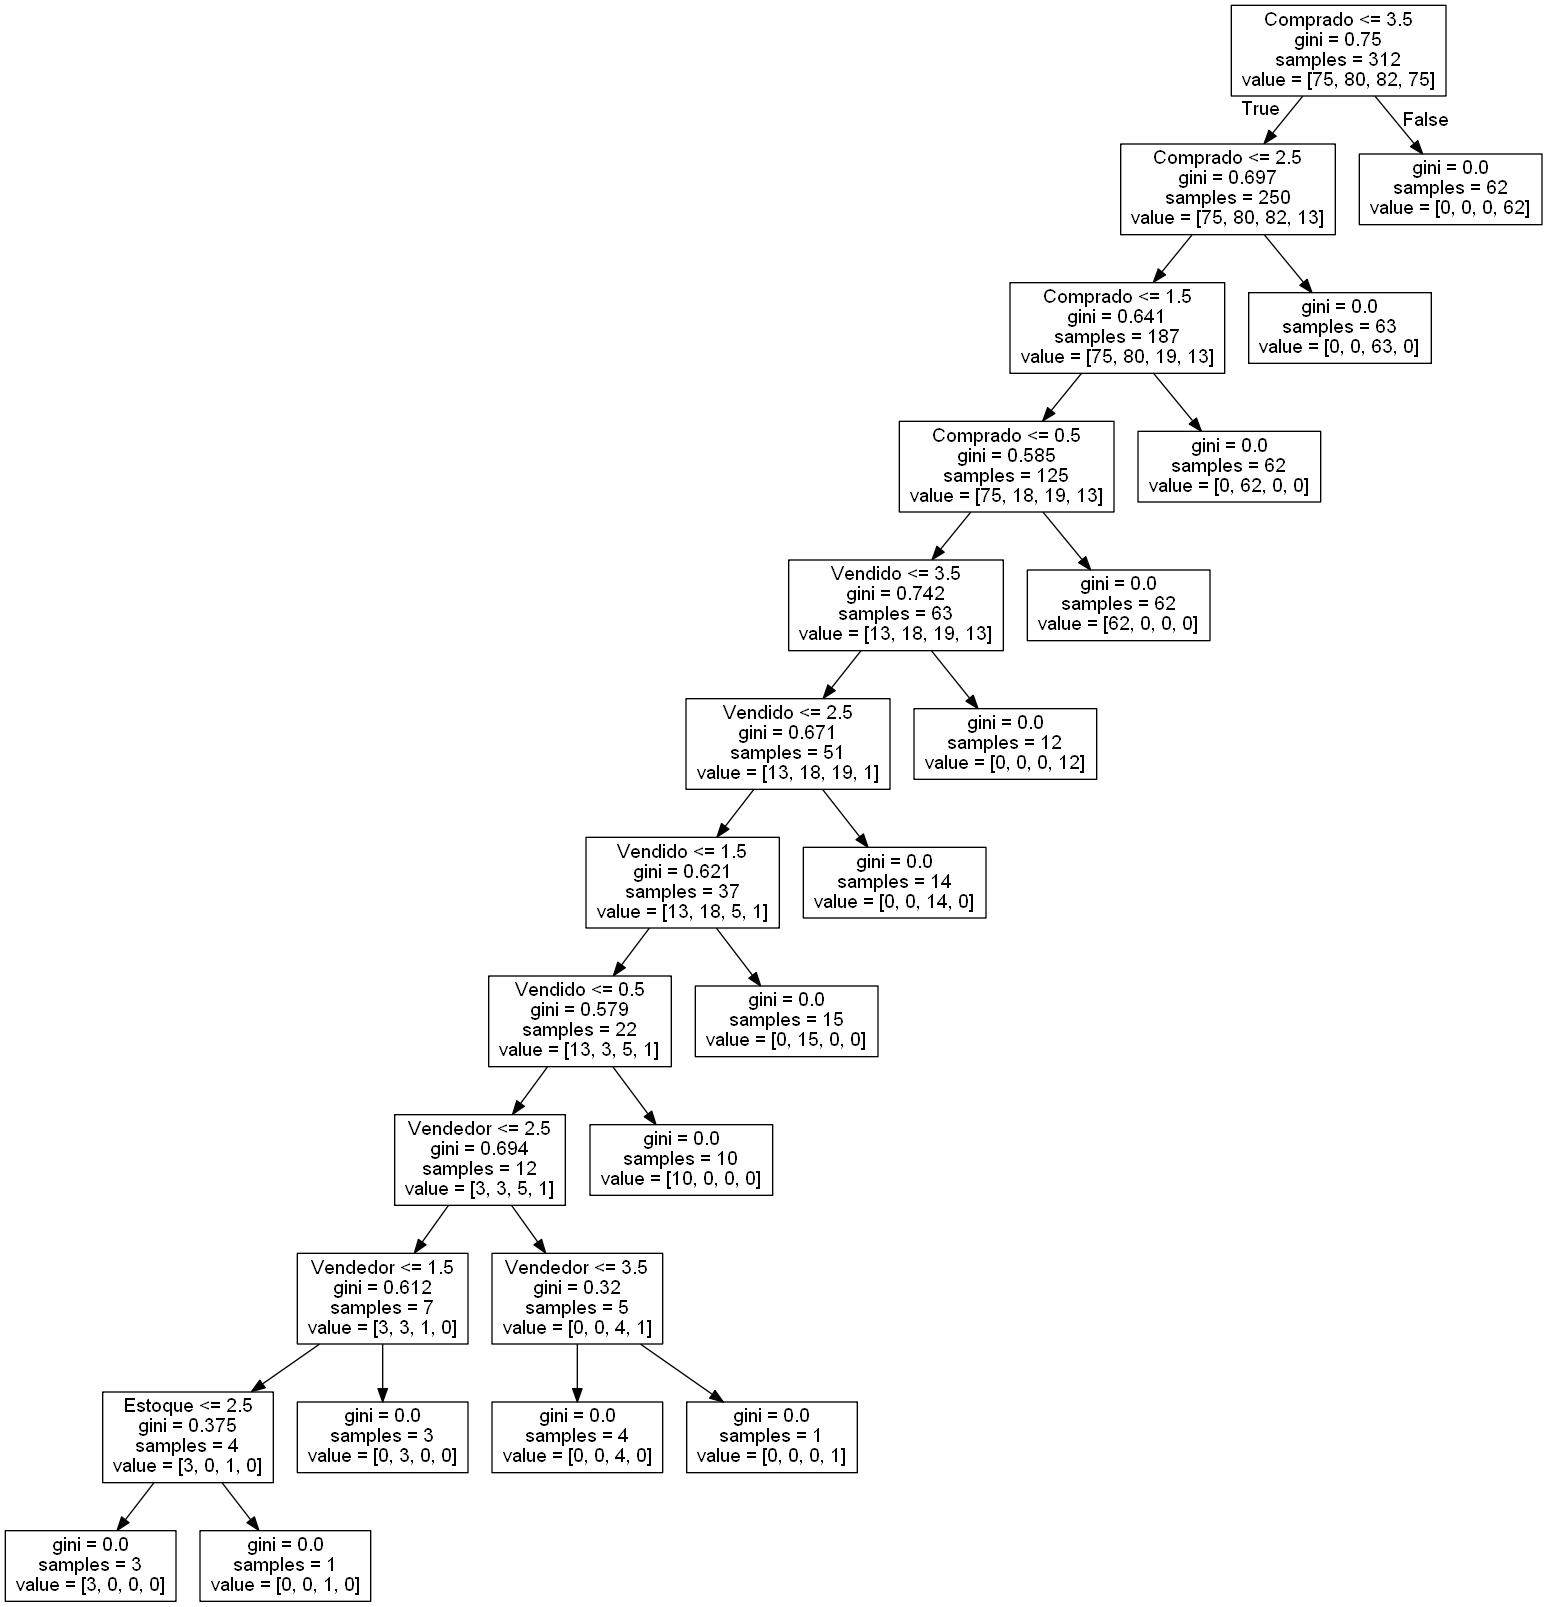 Comprado <= 3.5
gini = 0.75
samples = 312
value = [75, 80, 82, 75]
True
False
Comprado <= 2.5
gini = 0.697
samples = 250
value = [75, 80, 82, 13]
gini = 0.0
samples = 62
value = [0, 0, 0, 62]
Comprado <= 1.5
gini = 0.641
samples = 187
value = [75, 80, 19, 13]
gini = 0.0
samples = 63
value = [0, 0, 63, 0]
Comprado <= 0.5
gini = 0.585
samples = 125
value = [75, 18, 19, 13]
gini = 0.0
samples = 62
value = [0, 62, 0, 0]
Vendido <= 3.5
gini = 0.742
samples = 63
value = [13, 18, 19, 13]
gini = 0.0
samples = 62
value = [62, 0, 0, 0]
Vendido <= 2.5
gini = 0.671
samples = 51
value = [13, 18, 19, 1]
gini = 0.0
samples = 12
value = [0, 0, 0, 12]
Vendido <= 1.5
gini = 0.621
samples = 37
value = [13, 18, 5, 1]
gini = 0.0
samples = 14
value = [0, 0, 14, 0]
Vendido <= 0.5
gini = 0.579
samples = 22
value = [13, 3, 5, 1]
gini = 0.0
samples = 15
value = [0, 15, 0, 0]
Vendedor <= 2.5
gini = 0.694
samples = 12
value = [3, 3, 5, 1]
gini = 0.0
samples = 10
value = [10, 0, 0, 0]
Vendedor <= 1.5
gini = 0.612
samples = 7
value = [3, 3, 1, 0]
Vendedor <= 3.5
gini = 0.32
samples = 5
value = [0, 0, 4, 1]
Estoque <= 2.5
gini = 0.375
samples = 4
value = [3, 0, 1, 0]
gini = 0.0
samples = 3
value = [0, 3, 0, 0]
gini = 0.0
samples = 4
value = [0, 0, 4, 0]
gini = 0.0
samples = 1
value = [0, 0, 0, 1]
gini = 0.0
samples = 3
value = [3, 0, 0, 0]
gini = 0.0
samples = 1
value = [0, 0, 1, 0]